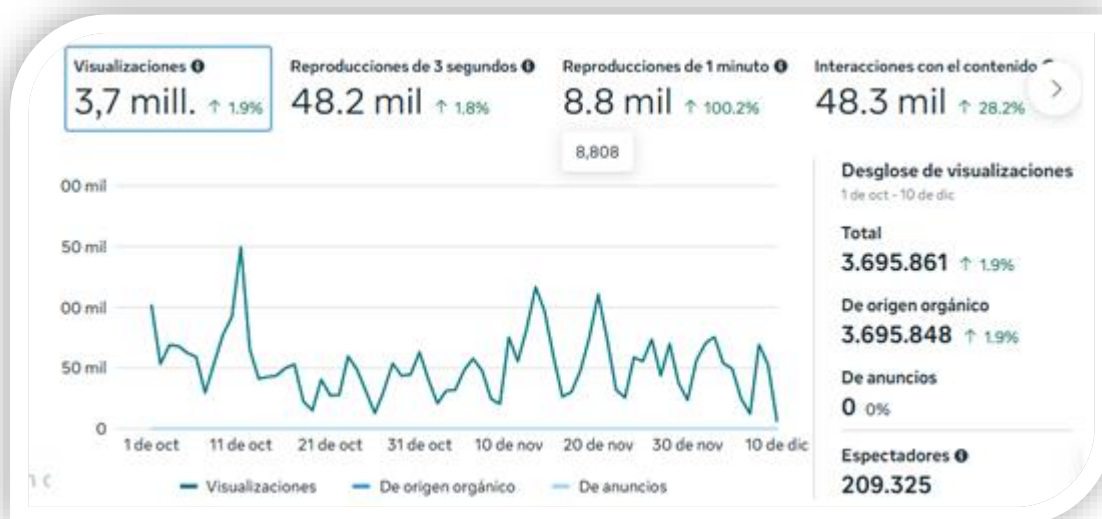 Visualizaciones
3,7 mill. ↑ 1.9%
Reproducciones de 3 segundos
48.2 mil ↑ 1.8%
Reproducciones de 1 minuto
8.8 mil ↑ 100.2%
8,808
Interacciones con el contenido
48.3 mil ↑ 28.2%
00 mil
50 mil
00 mil
50 mil
0
1 de oct 11 de oct 21 de oct 31 de oct 10 de nov 20 de nov 30 de nov 10 de dic
Visualizaciones De origen orgánico De anuncios
Desglose de visualizaciones
1 de oct - 10 de dic
Total
3.695.861 ↑ 1.9%
De origen orgánico
3.695.848 ↑ 1.9%
De anuncios
0 0%
Espectadores
209.325